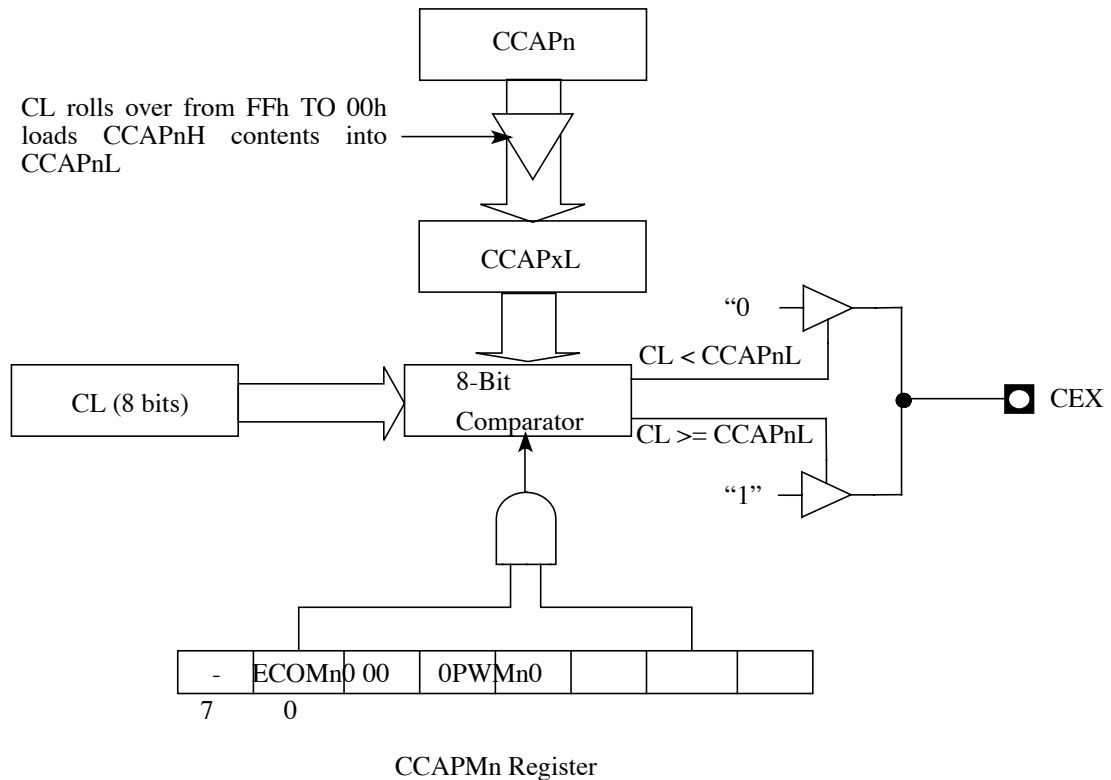 CCAPn
CL rolls over from FFh TO 00h
loads CCAPnH contents into
CCAPnL
CCAPxL
“0
CL < CCAPnL
8-Bit
Comparator
CL (8 bits)
CEX
CL >= CCAPnL
“1”
- ECOMn0 00 0PWMn0
7 0
CCAPMn Register